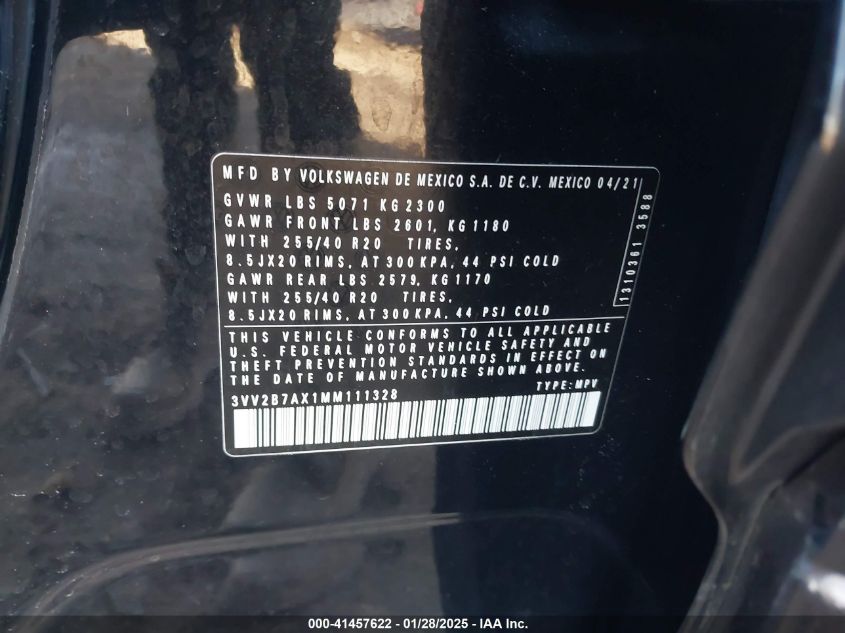 MFD BY VOLKSWAGEN DE MEXICO S.A. DE C.V. MEXICO 04/21
GVWR LBS 5071 KG 2300
GAWR FRONT LBS 2601, KG 1180
WITH 255/40 R20 TIRES,
8.5JX20 RIMS, AT 300 KPA, 44 PSI COLD
GAWR REAR LBS 2579, KG 1170
WITH 255/40 R20 TIRES,
8.5JX20 RIMS, AT 300 KPA, 44 PSI COLD
1310361 3588
THIS VEHICLE CONFORMS TO ALL APPLICABLE
U.S. FEDERAL MOTOR VEHICLE SAFETY AND
THEFT PREVENTION STANDARDS IN EFFECT ON
THE DATE OF MANUFACTURE SHOWN ABOVE.
3VV2B7AX1MM111328 TYPE: MPV
000-41457622 - 01/28/2025 - IAA Inc.